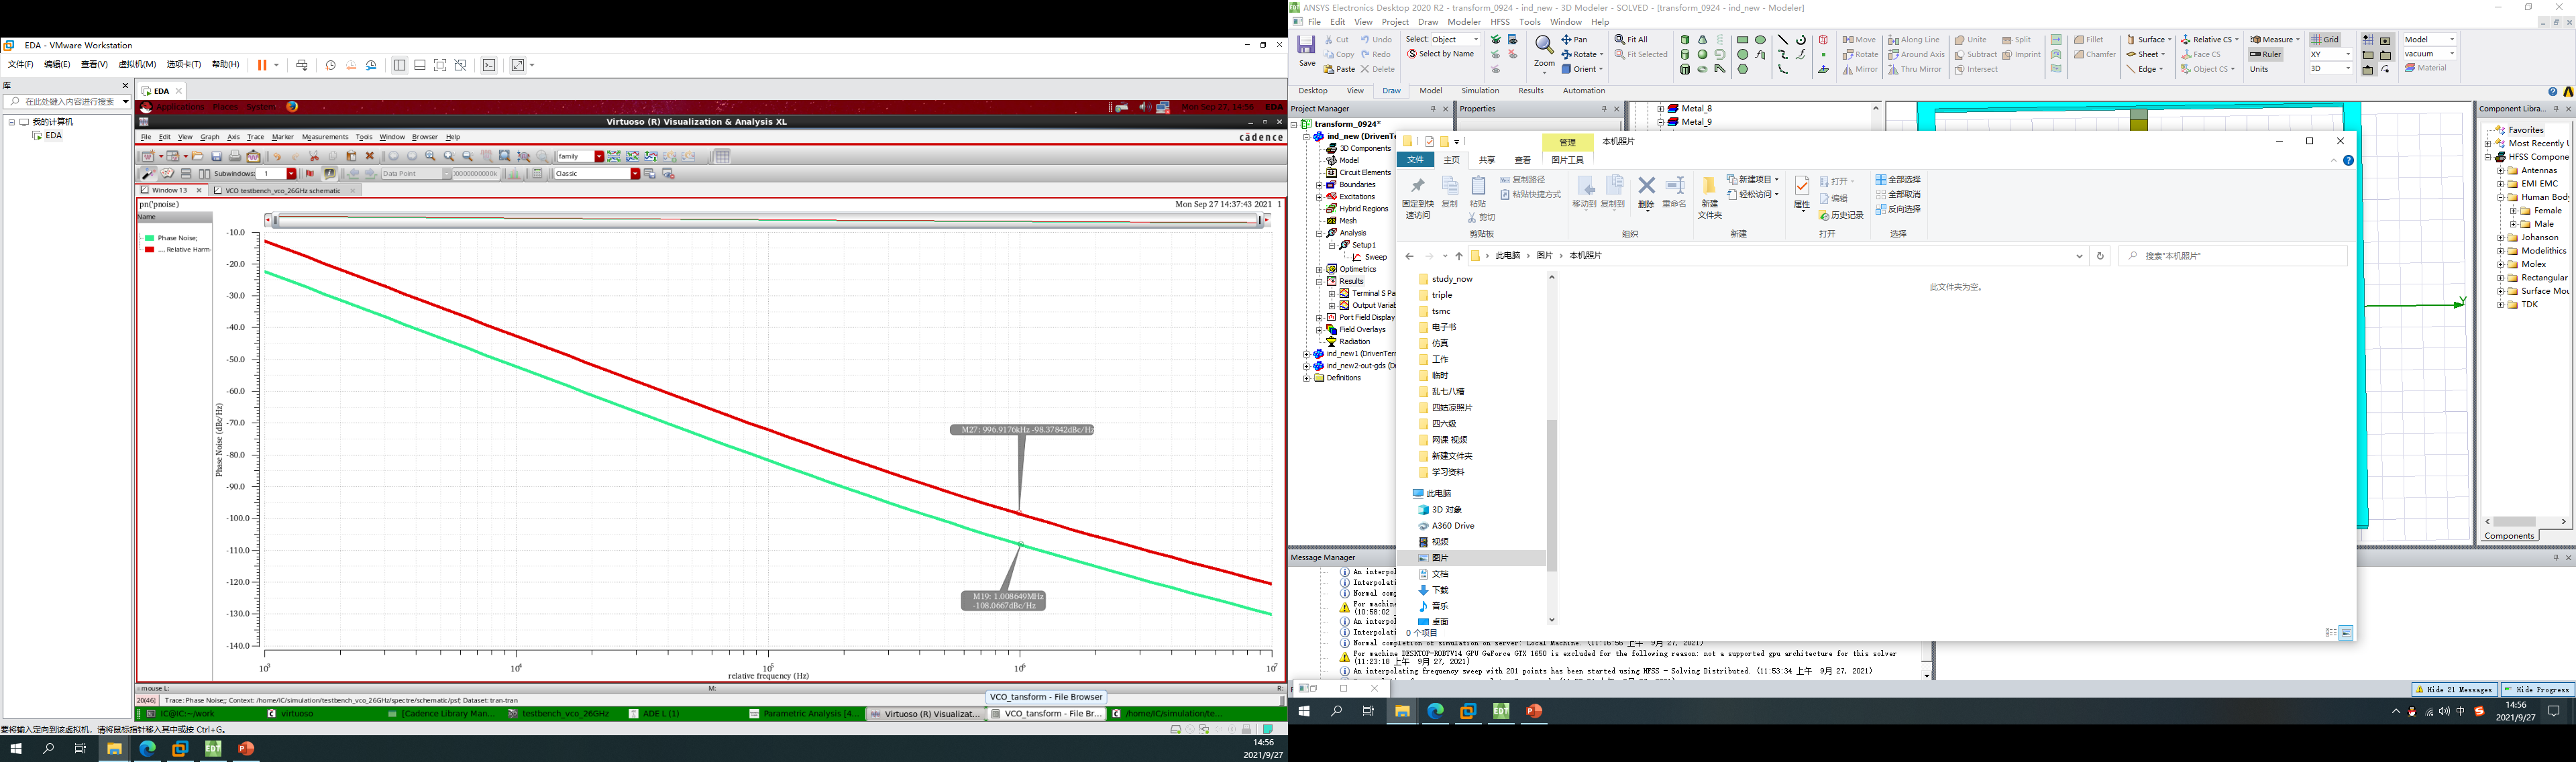 EDA - VMware Workstation
文件(F) 编辑(E) 查看(V) 虚拟机(M) 选项卡(T) 帮助(H)
库
在此处键入内容进行搜索
我的计算机
EDA
EDA
Applications Places System
Mon Sep 27, 14:56 EDA
Virtuoso (R) Visualization & Analysis XL
File Edit View Graph Axis Trace Marker Measurements Tools Window Browser Help
cādence
family
Subwindows: 1
Data Point
Classic
Window 13
VCO testbench_vco_26GHz schematic
pn('pnoise)
Mon Sep 27 14:37:43 2021 1
Name
Phase Noise;
..., Relative Harm
-10.0
-20.0
-30.0
-40.0
-50.0
-60.0
-70.0
-80.0
-90.0
-100.0
-110.0
-120.0
-130.0
-140.0
Phase Noise (dBc/Hz)
M27: 996.9176kHz -98.37842dBc/Hz
M19: 1.008649MHz
-108.0667dBc/Hz
10³ 10⁴ 10⁵ 10⁶ 10⁷
relative frequency (Hz)
mouse L: M: R:
VCO_tansform - File Browser
20(46) Trace: Phase Noise;; Context: /home/IC/simulation/testbench_vco_26GHz/spectre/schematic/psf; Dataset: tran-tran
IC@IC:~/work
virtuoso
[Cadence Library Man...
testbench_vco_26GHz
ADE L (1)
Parametric Analysis [4...
Virtuoso (R) Visualizat...
VCO_tansform - File Br...
/home/IC/simulation/te...
要将输入定向到该虚拟机，请将鼠标指针移入其中或按 Ctrl+G。
14:56
2021/9/27
ANSYS Electronics Desktop 2020 R2 - transform_0924 - ind_new - 3D Modeler - SOLVED - [transform_0924 - ind_new - Modeler]
File Edit View Project Draw Modeler HFSS Tools Window Help
Save
Cut
Copy
Paste
Undo
Redo
Delete
Select: Object
Select by Name
Zoom
Pan
Rotate
Orient
Fit All
Fit Selected
Move
Rotate
Mirror
Along Line
Around Axis
Thru Mirror
Unite
Subtract
Intersect
Split
Imprint
Fillet
Chamfer
Surface
Sheet
Edge
Relative CS
Face CS
Object CS
Measure
Ruler
Units
Grid
XY
3D
Model
vacuum
Material
Desktop View Draw Model Simulation Results Automation
Project Manager
transform_0924*
ind_new (DrivenTer
3D Components
Model
Circuit Elements
Boundaries
Excitations
Hybrid Regions
Mesh
Analysis
Setup1
Sweep
Optimetrics
Results
Terminal S Pa
Output Variab
Port Field Display
Field Overlays
Radiation
ind_new1 (DrivenTerr
ind_new2-out-gds (Dr
Definitions
Properties
Metal_8
Metal_9
Y
Component Libra...
Favorites
Most Recently U
HFSS Compone
Antennas
EMI EMC
Human Body
Female
Male
Johanson
Modelithics
Molex
Rectangular
Surface Mou
TDK
Components
管理
本机照片
文件 主页 共享 查看 图片工具
固定到快
速访问
复制
粘贴
复制路径
粘贴快捷方式
剪切
剪贴板
移动到 复制到 删除 重命名
组织
新建
文件夹
新建项目
轻松访问
新建
属性
打开
编辑
历史记录
打开
全部选择
全部取消
反向选择
选择
此电脑 › 图片 › 本机照片
搜索"本机照片"
study_now
triple
tsmc
电子书
仿真
工作
临时
乱七八糟
四姑凉照片
四六级
网课 视频
新建文件夹
学习资料
此电脑
3D 对象
A360 Drive
视频
图片
文档
下载
音乐
桌面
此文件夹为空。
0 个项目
Message Manager
An interpol
Interpolati
Normal comp
For machine
(10:58:02
An interpol
Interpolati
Normal completion of simulation on server: Local Machine. (11:16:56 上午 9月 27, 2021)
For machine DESKTOP-ROBTV14 GPU GeForce GTX 1650 is excluded for the following reason: not a supported gpu architecture for this solver
(11:23:18 上午 9月 27, 2021)
An interpolating frequency sweep with 201 points has been started using HFSS - Solving Distributed. (11:53:34 上午 9月 27, 2021)
Hide 21 Messages
Hide Progress
中
14:56
2021/9/27